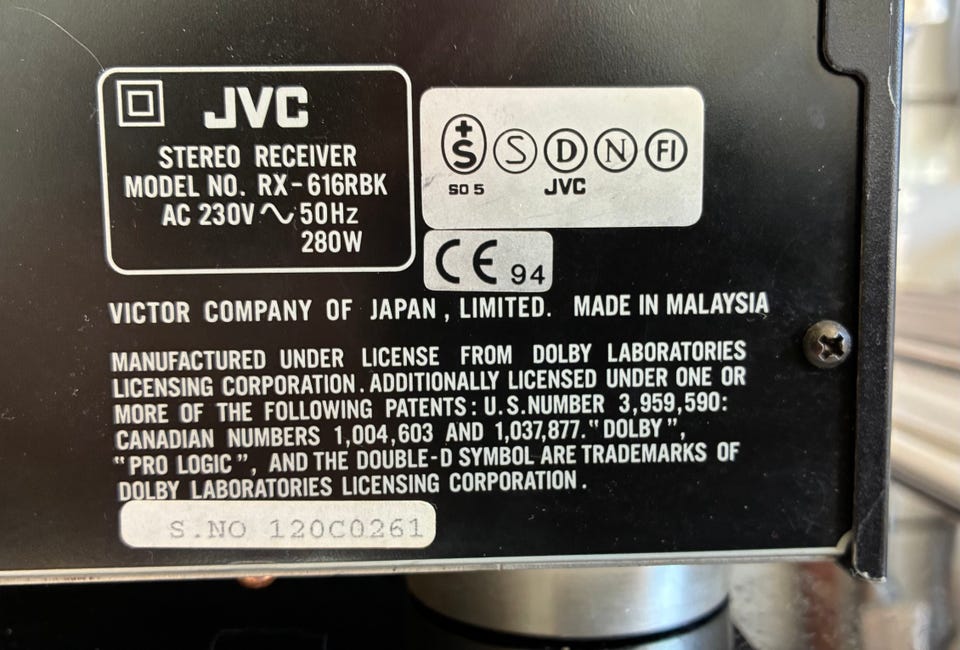 JVC
STEREO RECEIVER
MODEL NO. RX-616RBK
AC 230V ∿ 50Hz
280W
+S S D N FI
SO 5 JVC
CE 94
VICTOR COMPANY OF JAPAN, LIMITED. MADE IN MALAYSIA
MANUFACTURED UNDER LICENSE FROM DOLBY LABORATORIES
LICENSING CORPORATION. ADDITIONALLY LICENSED UNDER ONE OR
MORE OF THE FOLLOWING PATENTS: U.S.NUMBER 3,959,590:
CANADIAN NUMBERS 1,004,603 AND 1,037,877. "DOLBY",
"PRO LOGIC", AND THE DOUBLE-D SYMBOL ARE TRADEMARKS OF
DOLBY LABORATORIES LICENSING CORPORATION.
S.NO 120C0261